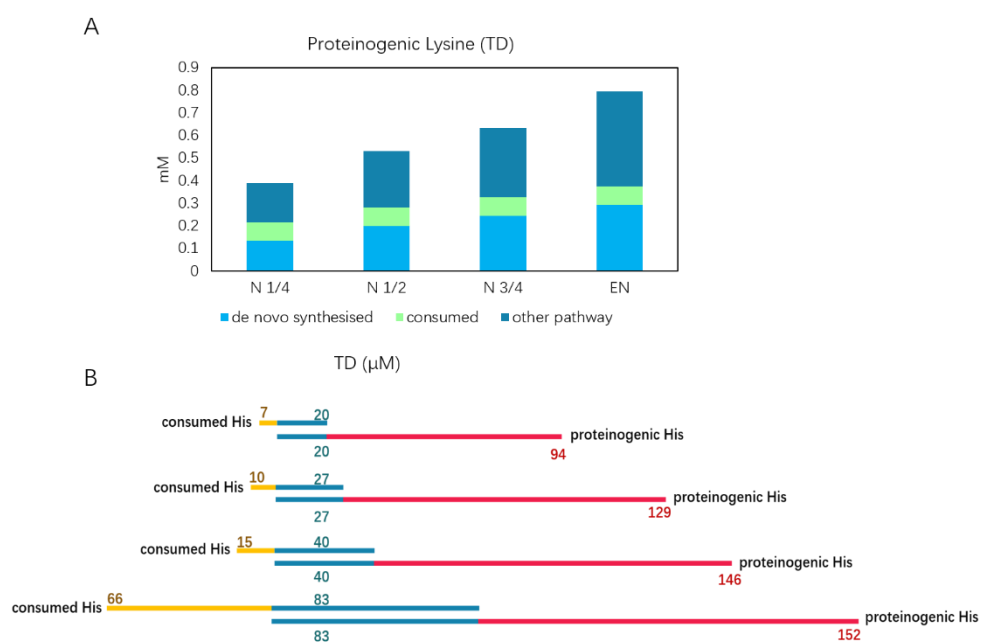 A
Proteinogenic Lysine (TD)
0.9
0.8
0.7
0.6
0.5
0.4
0.3
0.2
0.1
0
mM
N 1/4 N 1/2 N 3/4 EN
de novo synthesised consumed other pathway
TD (µM)
B
7 20
consumed His proteinogenic His
20 94
10 27
consumed His proteinogenic His
27 129
15 40
consumed His proteinogenic His
40 146
66 83
consumed His proteinogenic His
83 152